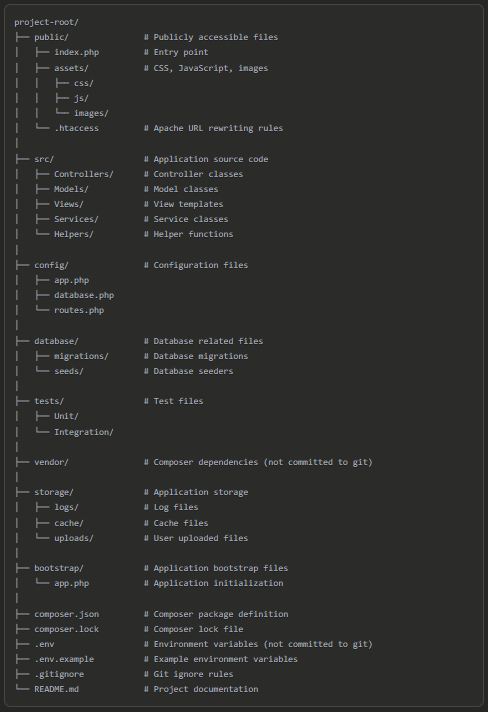 project-root/
├── public/               # Publicly accessible files
│   ├── index.php         # Entry point
│   ├── assets/           # CSS, JavaScript, images
│   │   ├── css/
│   │   ├── js/
│   │   └── images/
│   └── .htaccess         # Apache URL rewriting rules
│
├── src/                  # Application source code
│   ├── Controllers/      # Controller classes
│   ├── Models/           # Model classes
│   ├── Views/            # View templates
│   ├── Services/         # Service classes
│   └── Helpers/          # Helper functions
│
├── config/               # Configuration files
│   ├── app.php
│   ├── database.php
│   └── routes.php
│
├── database/             # Database related files
│   ├── migrations/       # Database migrations
│   └── seeds/            # Database seeders
│
├── tests/                # Test files
│   ├── Unit/
│   └── Integration/
│
├── vendor/               # Composer dependencies (not committed to git)
│
├── storage/              # Application storage
│   ├── logs/             # Log files
│   ├── cache/            # Cache files
│   └── uploads/          # User uploaded files
│
├── bootstrap/            # Application bootstrap files
│   └── app.php           # Application initialization
│
├── composer.json         # Composer package definition
├── composer.lock         # Composer lock file
├── .env                  # Environment variables (not committed to git)
├── .env.example          # Example environment variables
├── .gitignore            # Git ignore rules
└── README.md             # Project documentation